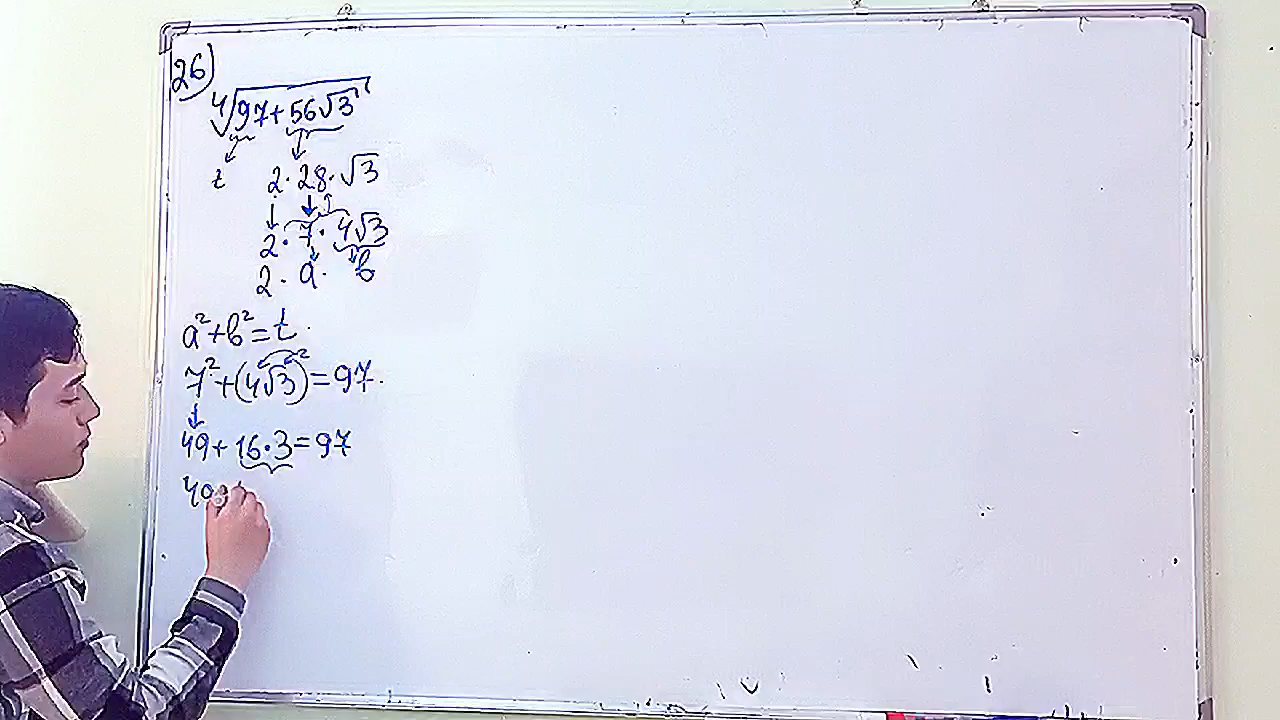 26)
⁴√(97+56√3)
t 2·28·√3
2·7·4√3
2·a·b
a²+b²=t.
7²+(4√3)²=97.
49+16·3=97
49